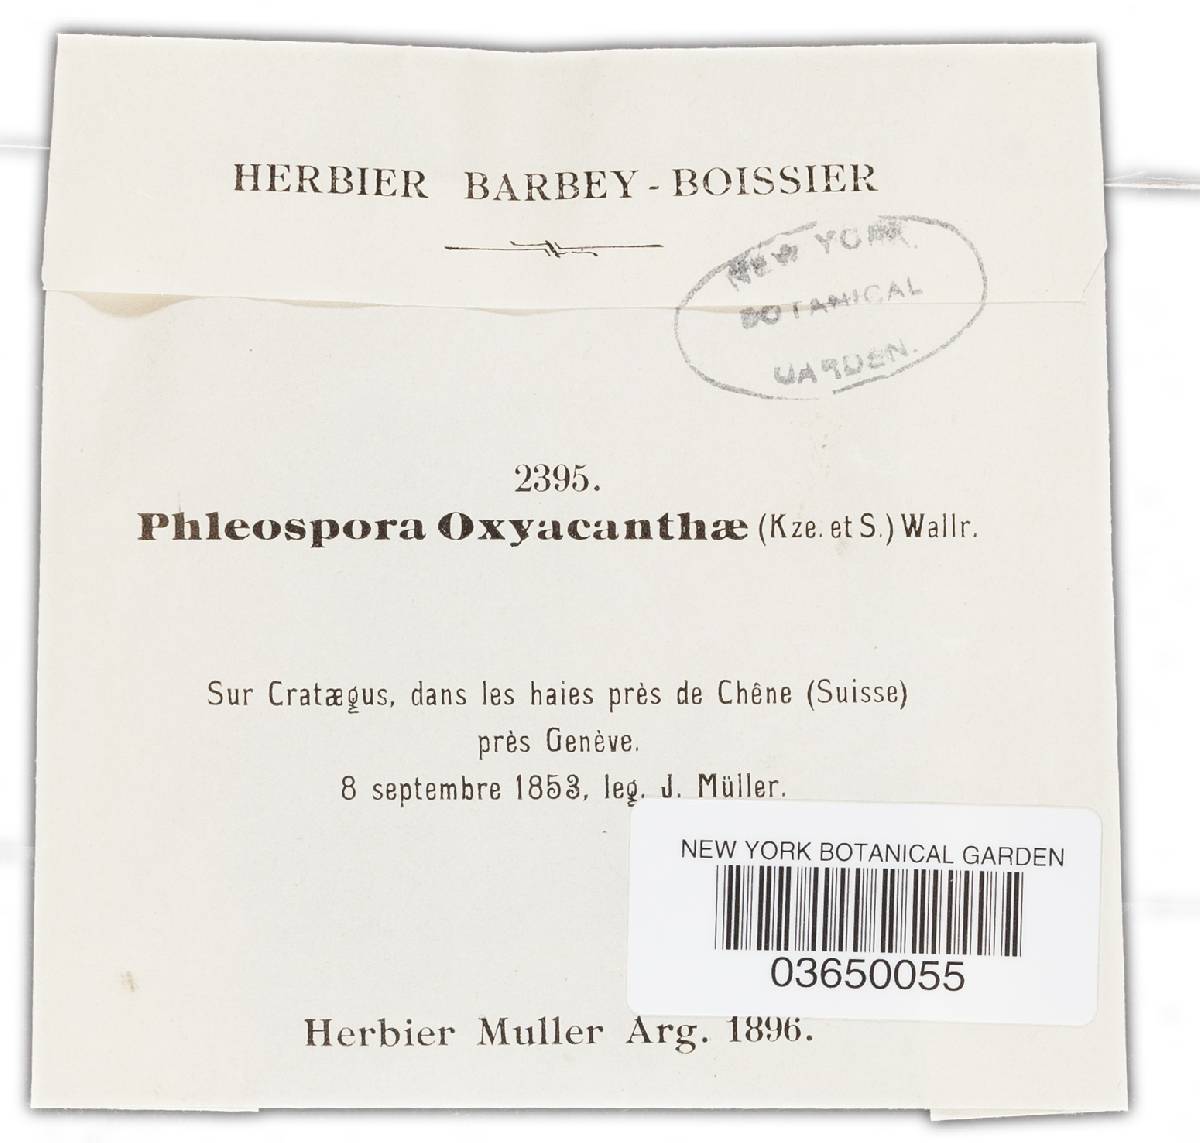 HERBIER BARBEY-BOISSIER
NEW YORK
BOTANICAL
GARDEN.
2395.
Phleospora Oxyacanthæ (Kze. et S.) Wallr.
Sur Cratægus, dans les haies près de Chêne (Suisse)
près Genève.
8 septembre 1853, leg. J. Müller.
NEW YORK BOTANICAL GARDEN
03650055
Herbier Muller Arg. 1896.